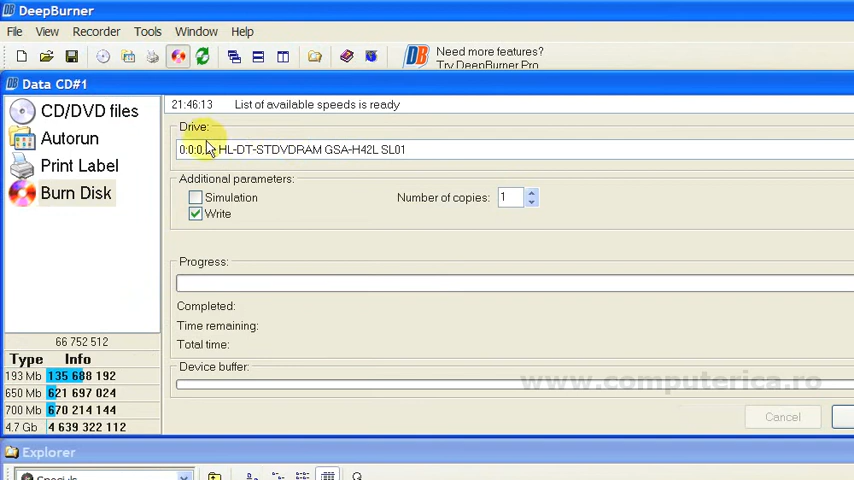 DeepBurner
File View Recorder Tools Window Help
Need more features?
Try DeepBurner Pro
Data CD#1
21:46:13 List of available speeds is ready
CD/DVD files
Autorun
Print Label
Burn Disk
Drive:
0:0:0, HL-DT-STDVDRAM GSA-H42L SL01
Additional parameters:
Simulation
Write
Number of copies: 1
Progress:
Completed:
Time remaining:
Total time:
Device buffer:
www.computerica.ro
Cancel
66 752 512
Type Info
193 Mb 135 688 192
650 Mb 621 697 024
700 Mb 670 214 144
4.7 Gb 4 639 322 112
Explorer